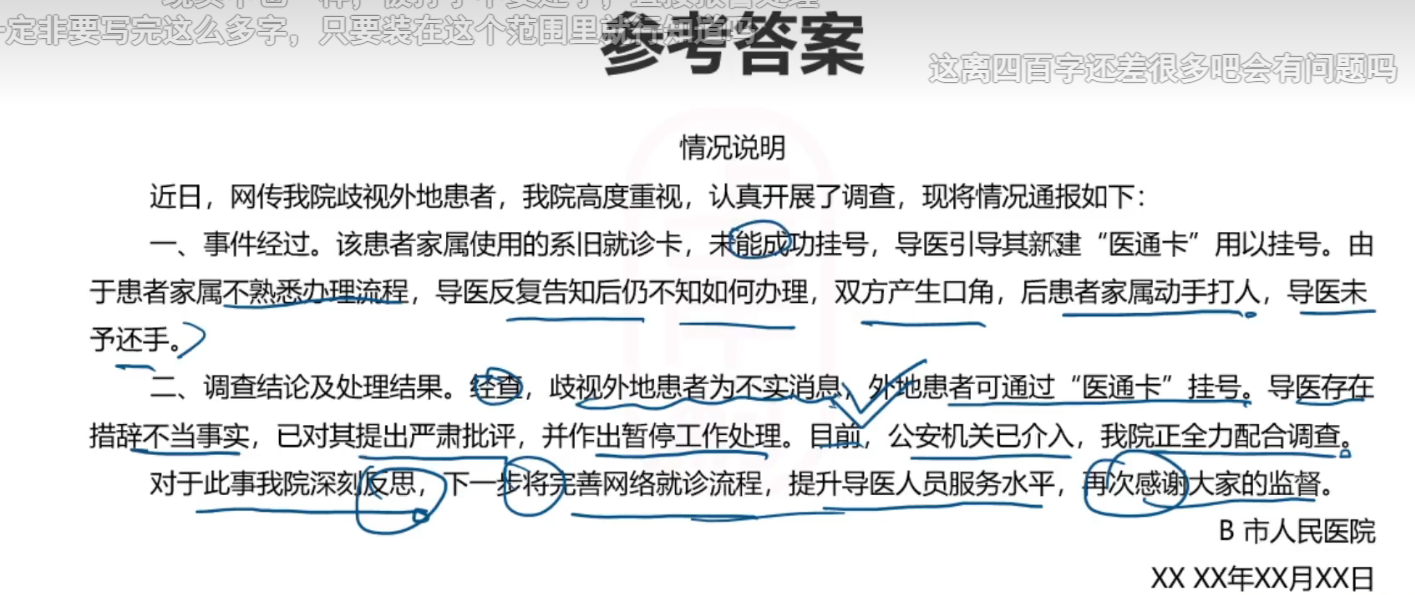 一定非要写完这么多字，只要装在这个范围里就行知道吗
参考答案
这离四百字还差很多吧会有问题吗
情况说明
近日，网传我院歧视外地患者，我院高度重视，认真开展了调查，现将情况通报如下：
一、事件经过。该患者家属使用的系旧就诊卡，未能成功挂号，导医引导其新建“医通卡”用以挂号。由
于患者家属不熟悉办理流程，导医反复告知后仍不知如何办理，双方产生口角，后患者家属动手打人，导医未
予还手。
二、调查结论及处理结果。经查，歧视外地患者为不实消息，外地患者可通过“医通卡”挂号。导医存在
措辞不当事实，已对其提出严肃批评，并作出暂停工作处理。目前，公安机关已介入，我院正全力配合调查。
对于此事我院深刻反思，下一步将完善网络就诊流程，提升导医人员服务水平，再次感谢大家的监督。
B 市人民医院
XX XX年XX月XX日